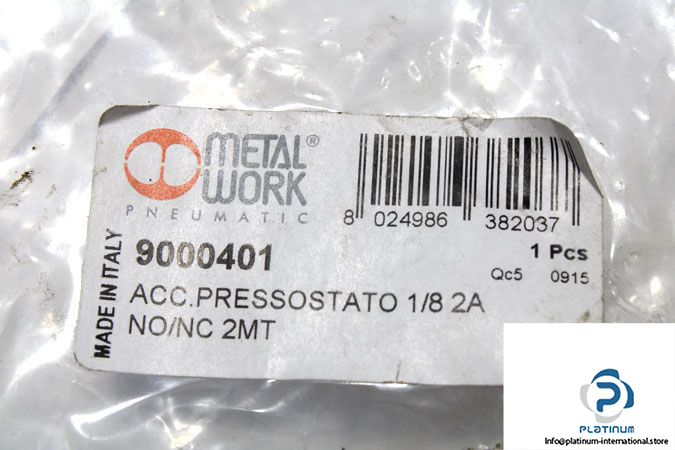 METAL®
WORK
PNEUMATIC
8 024986 382037
MADE IN ITALY
9000401
1 Pcs
Qc5 0915
ACC.PRESSOSTATO 1/8 2A
NO/NC 2MT
PLATINUM
Info@platinum-international.store